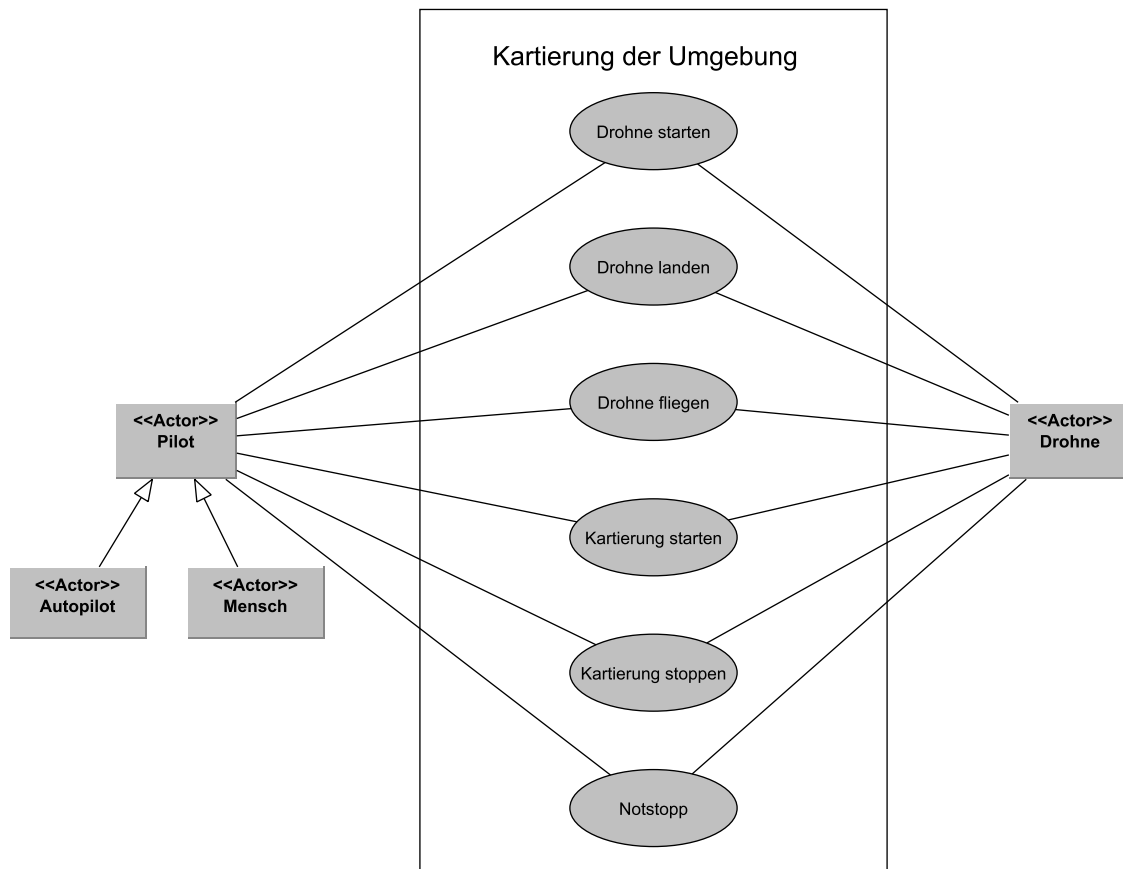 Kartierung der Umgebung
Drohne starten
Drohne landen
Drohne fliegen
<<Actor>>
Pilot
<<Actor>>
Drohne
Kartierung starten
<<Actor>>
Autopilot
<<Actor>>
Mensch
Kartierung stoppen
Notstopp